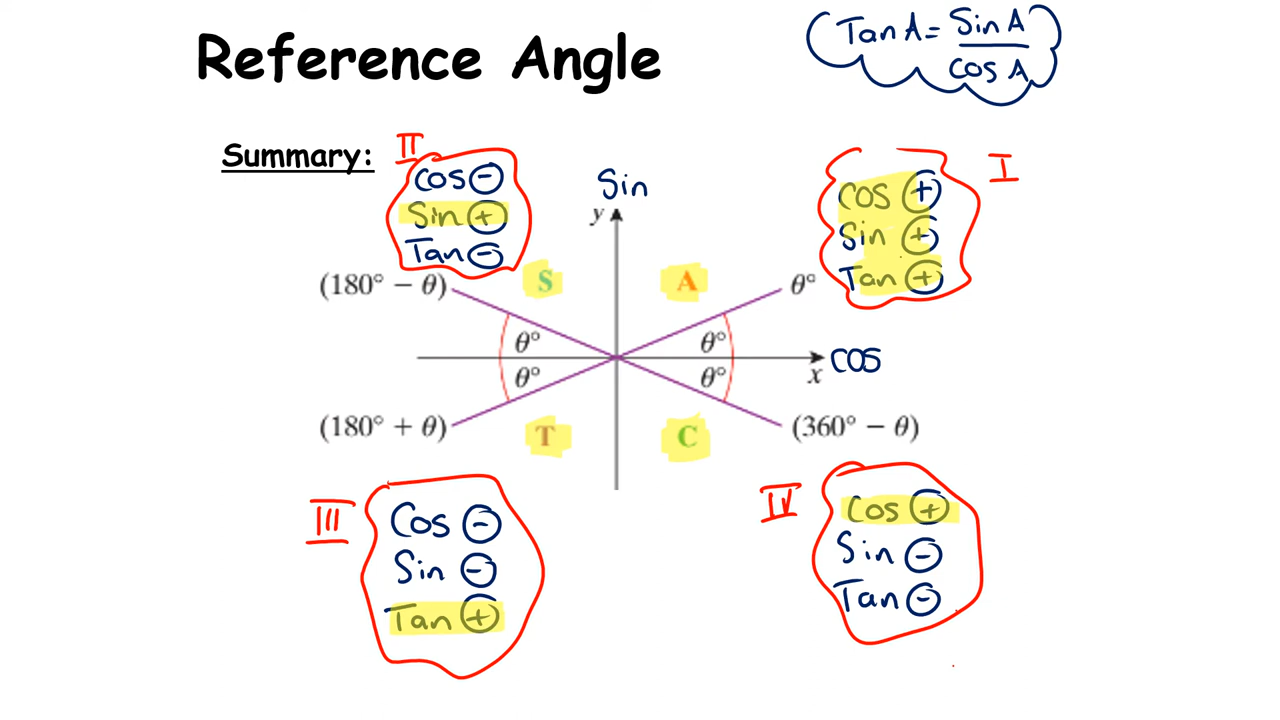 Reference Angle
Tan A = Sin A
Cos A
Summary:
II
Cos ⊖
Sin ⊕
Tan ⊖
Sin
y
I
Cos ⊕
Sin ⊕
Tan ⊕
(180° − θ)
S
A
θ°
θ°
θ°
θ°
θ°
x
Cos
(180° + θ)
T
C
(360° − θ)
III
Cos ⊖
Sin ⊖
Tan ⊕
IV
Cos ⊕
Sin ⊖
Tan ⊖